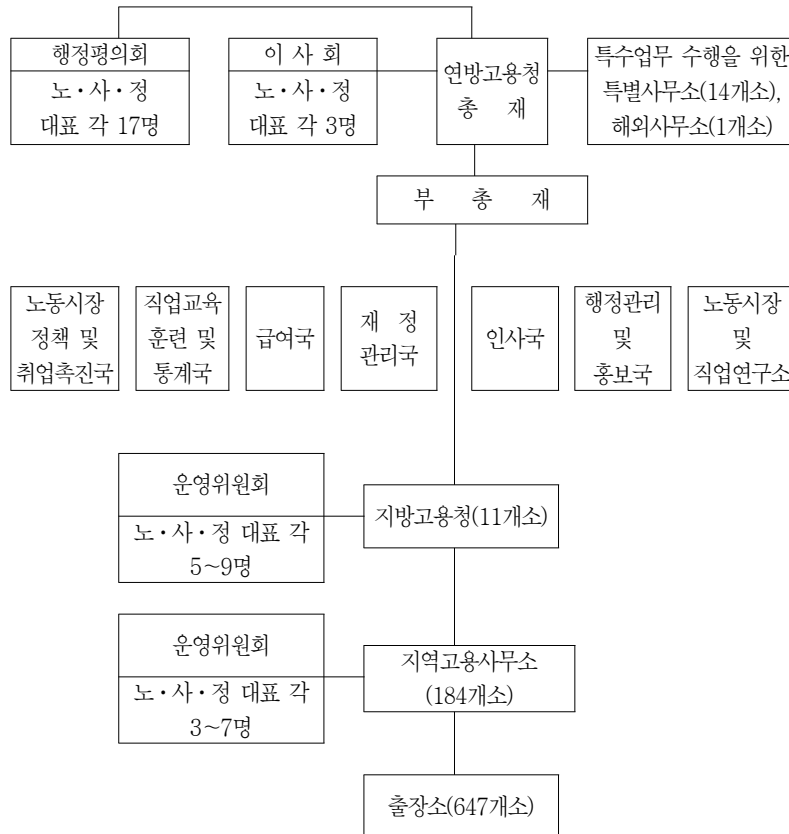 행정평의회
노·사·정
대표 각 17명
이 사 회
노·사·정
대표 각 3명
연방고용청
총 재
특수업무 수행을 위한
특별사무소(14개소),
해외사무소(1개소)
부 총 재
노동시장
정책 및
취업촉진국
직업교육
훈련 및
통계국
급여국
재 정
관리국
인사국
행정관리
및
홍보국
노동시장
및
직업연구소
운영위원회
노·사·정 대표 각
5~9명
지방고용청(11개소)
운영위원회
노·사·정 대표 각
3~7명
지역고용사무소
(184개소)
출장소(647개소)